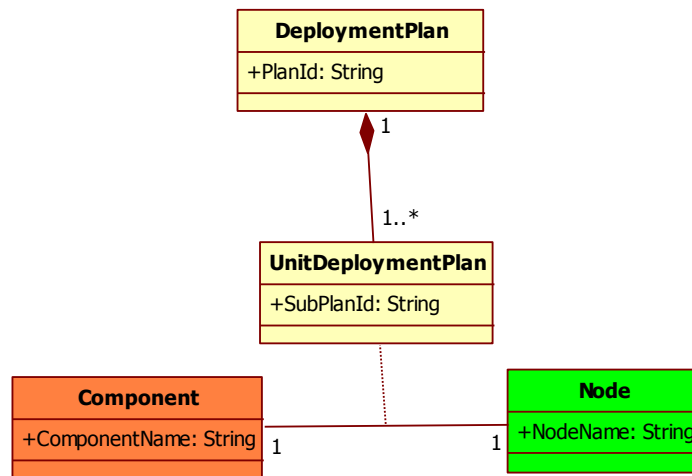 DeploymentPlan
+PlanId: String
1
1..*
UnitDeploymentPlan
+SubPlanId: String
Component
+ComponentName: String
1
1
Node
+NodeName: String